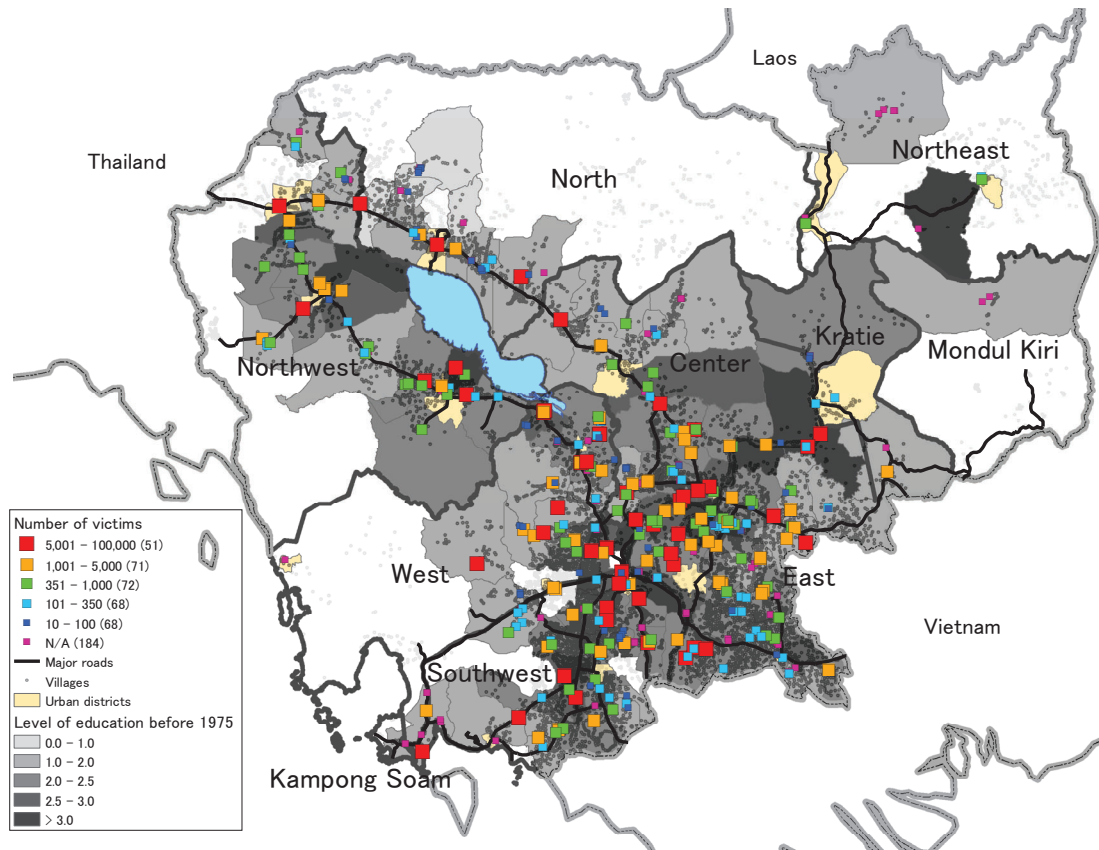 Laos
Thailand
Northeast
North
Kratie
Mondul Kiri
Center
Northwest
West
East
Vietnam
Southwest
Kampong Soam
Number of victims
5,001 – 100,000 (51)
1,001 – 5,000 (71)
351 – 1,000 (72)
101 – 350 (68)
10 – 100 (68)
N/A (184)
Major roads
Villages
Urban districts
Level of education before 1975
0.0 – 1.0
1.0 – 2.0
2.0 – 2.5
2.5 – 3.0
> 3.0